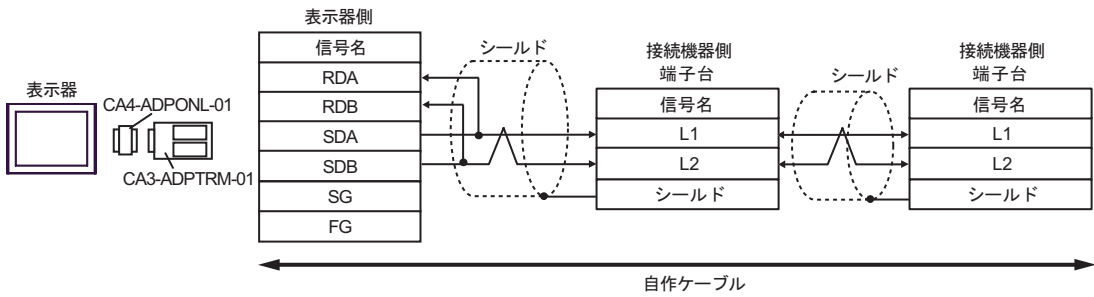 表示器
CA4-ADPONL-01
CA3-ADPTRM-01
表示器側
信号名
RDA
RDB
SDA
SDB
SG
FG
シールド
接続機器側
端子台
信号名
L1
L2
シールド
シールド
接続機器側
端子台
信号名
L1
L2
シールド
自作ケーブル